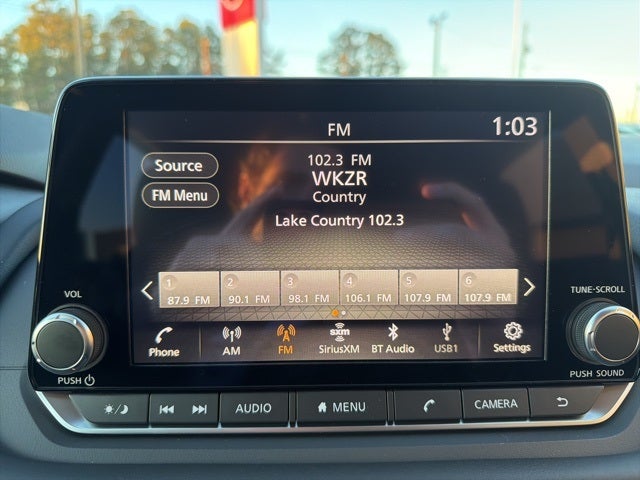 FM
1:03
Source
FM Menu
102.3 FM
WKZR
Country
Lake Country 102.3
1 2 3 4 5 6
87.9 FM 90.1 FM 98.1 FM 106.1 FM 107.9 FM 107.9 FM
Phone AM FM SiriusXM BT Audio USB1 Settings
sxm
VOL
PUSH
TUNE·SCROLL
PUSH SOUND
AUDIO MENU CAMERA